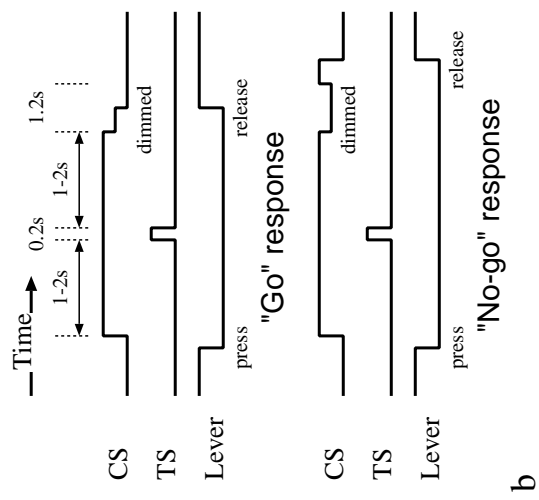 Time
1-2s 0.2s 1-2s 1.2s
CS
dimmed
TS
Lever
press release
"Go" response
CS
dimmed
TS
Lever
press release
"No-go" response
b